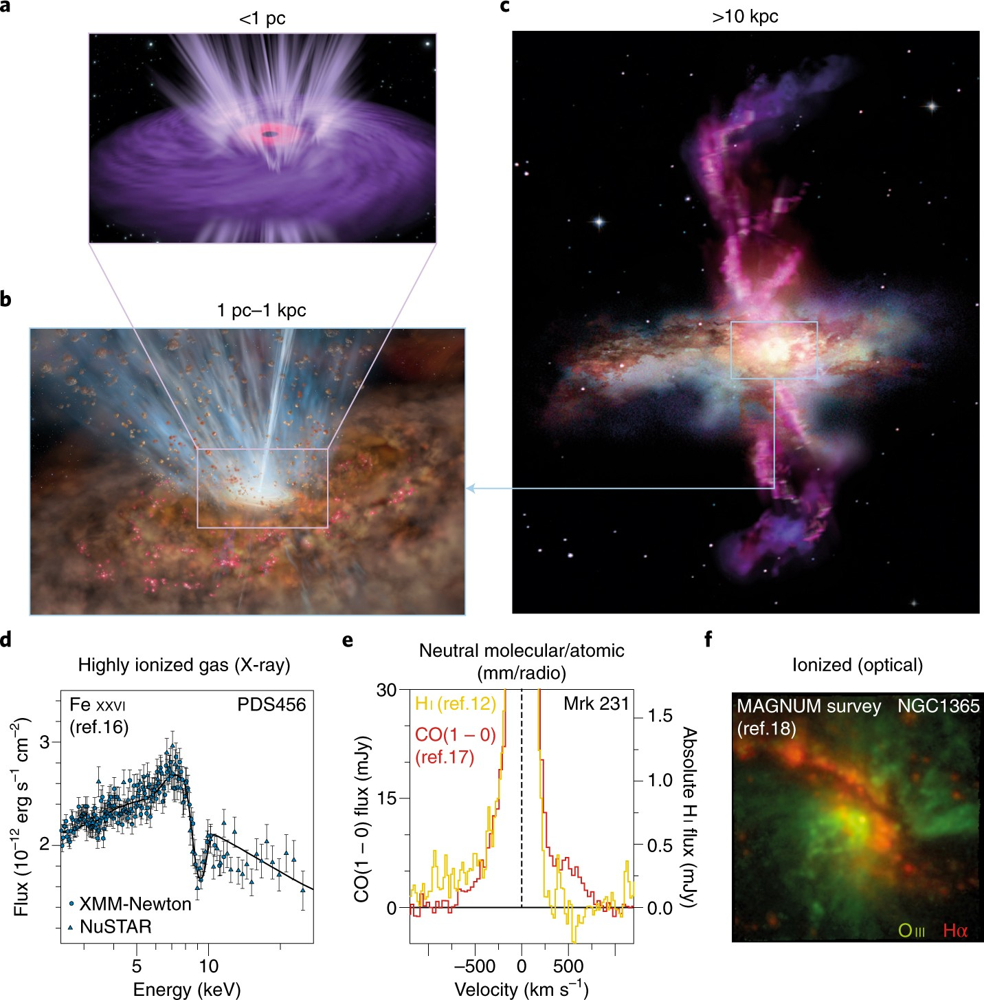 a
<1 pc
b
1 pc–1 kpc
c
>10 kpc
d
Highly ionized gas (X-ray)
Fe XXVI
(ref.16)
PDS456
3
2
Flux (10⁻¹² erg s⁻¹ cm⁻²)
XMM-Newton
NuSTAR
5 10
Energy (keV)
e
Neutral molecular/atomic
(mm/radio)
HI (ref.12)
CO(1 – 0)
(ref.17)
Mrk 231
30
15
0
CO(1 – 0) flux (mJy)
1.5
1.0
0.5
0.0
Absolute HI flux (mJy)
–500 0 500
Velocity (km s⁻¹)
f
Ionized (optical)
MAGNUM survey NGC1365
(ref.18)
OIII Hα